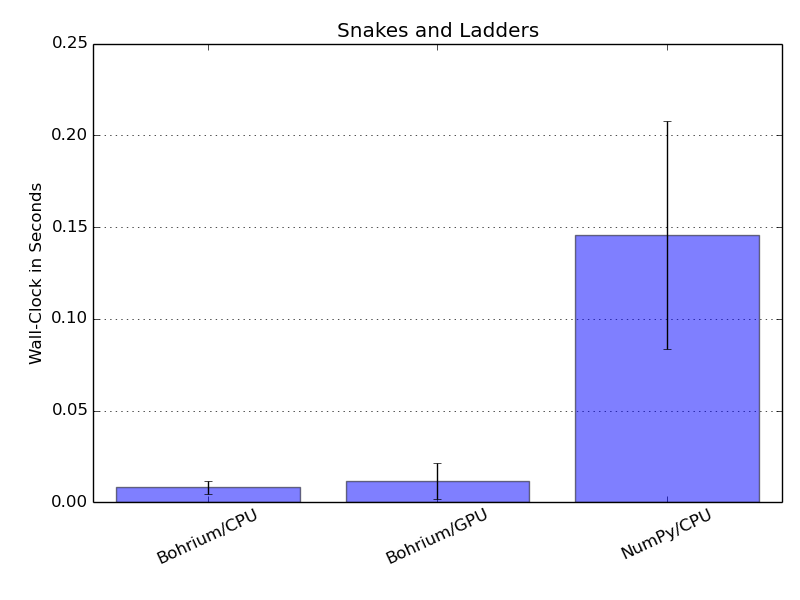 Snakes and Ladders
Wall-Clock in Seconds
0.25
0.20
0.15
0.10
0.05
0.00
Bohrium/CPU
Bohrium/GPU
NumPy/CPU